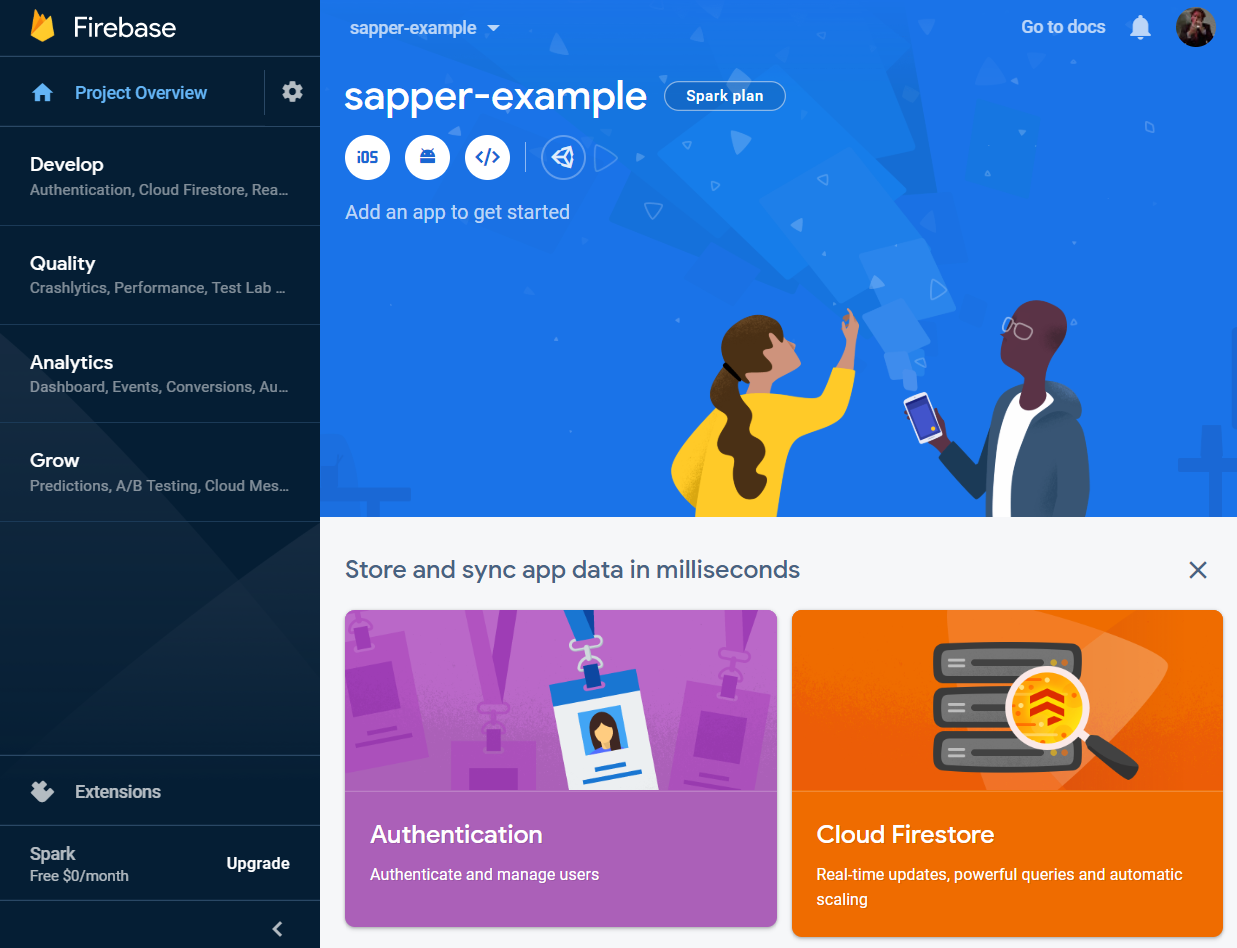 Firebase
Project Overview
Develop
Authentication, Cloud Firestore, Rea...
Quality
Crashlytics, Performance, Test Lab ...
Analytics
Dashboard, Events, Conversions, Au...
Grow
Predictions, A/B Testing, Cloud Mes...
Extensions
Spark
Free $0/month
Upgrade
sapper-example
Go to docs
sapper-example
Spark plan
iOS
</>
Add an app to get started
Store and sync app data in milliseconds
Authentication
Authenticate and manage users
Cloud Firestore
Real-time updates, powerful queries and automatic
scaling